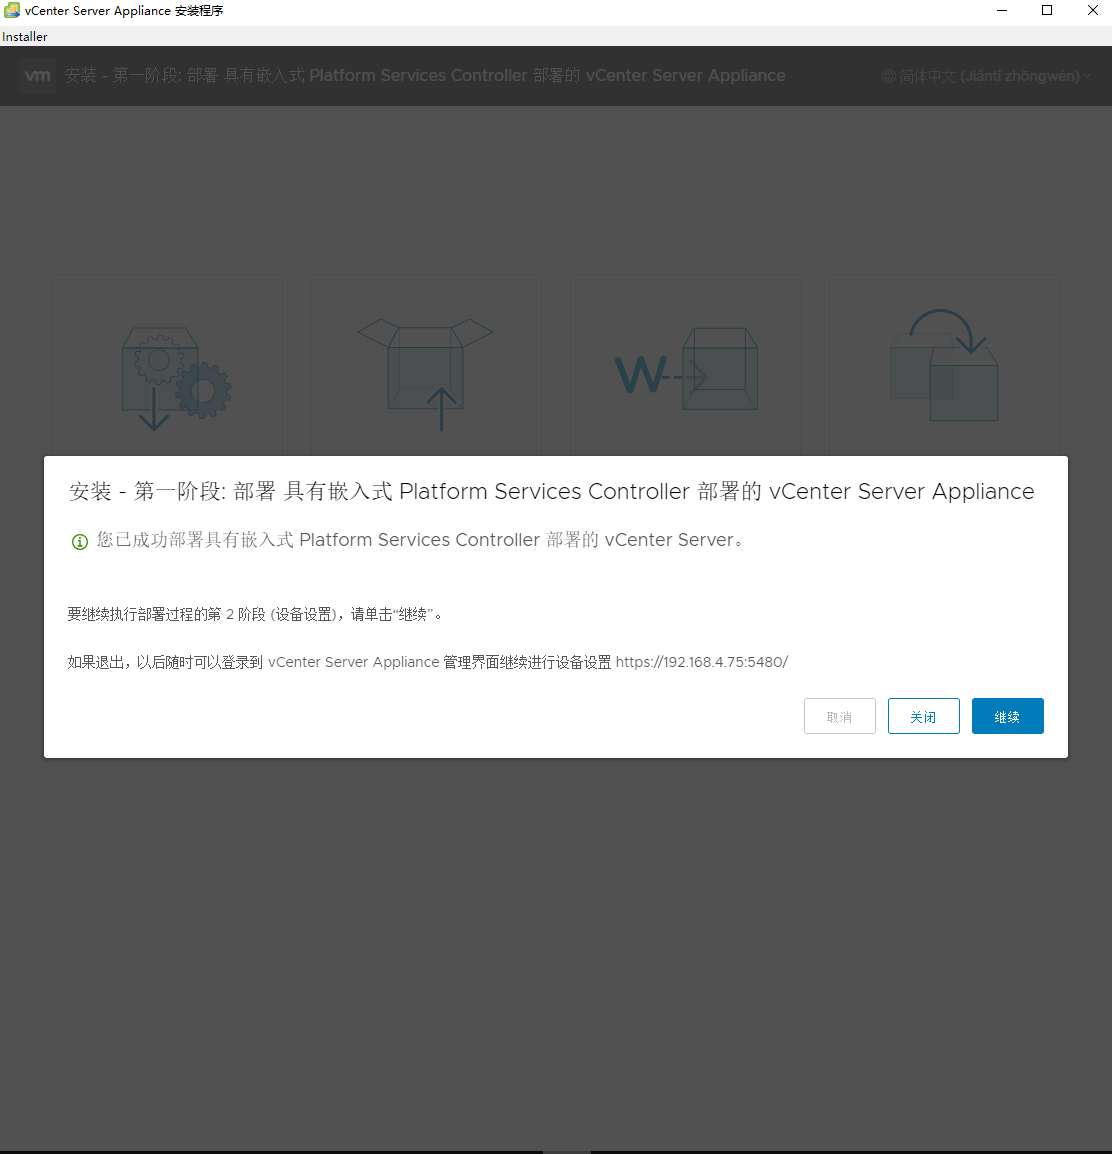 vCenter Server Appliance 安装程序
Installer
vm 安装 - 第一阶段: 部署 具有嵌入式 Platform Services Controller 部署的 vCenter Server Appliance
简体中文 (Jiǎntǐ zhōngwén)
W
安装 - 第一阶段: 部署 具有嵌入式 Platform Services Controller 部署的 vCenter Server Appliance
您已成功部署具有嵌入式 Platform Services Controller 部署的 vCenter Server。
要继续执行部署过程的第 2 阶段 (设备设置)，请单击“继续”。
如果退出，以后随时可以登录到 vCenter Server Appliance 管理界面继续进行设备设置 https://192.168.4.75:5480/
取消 关闭 继续